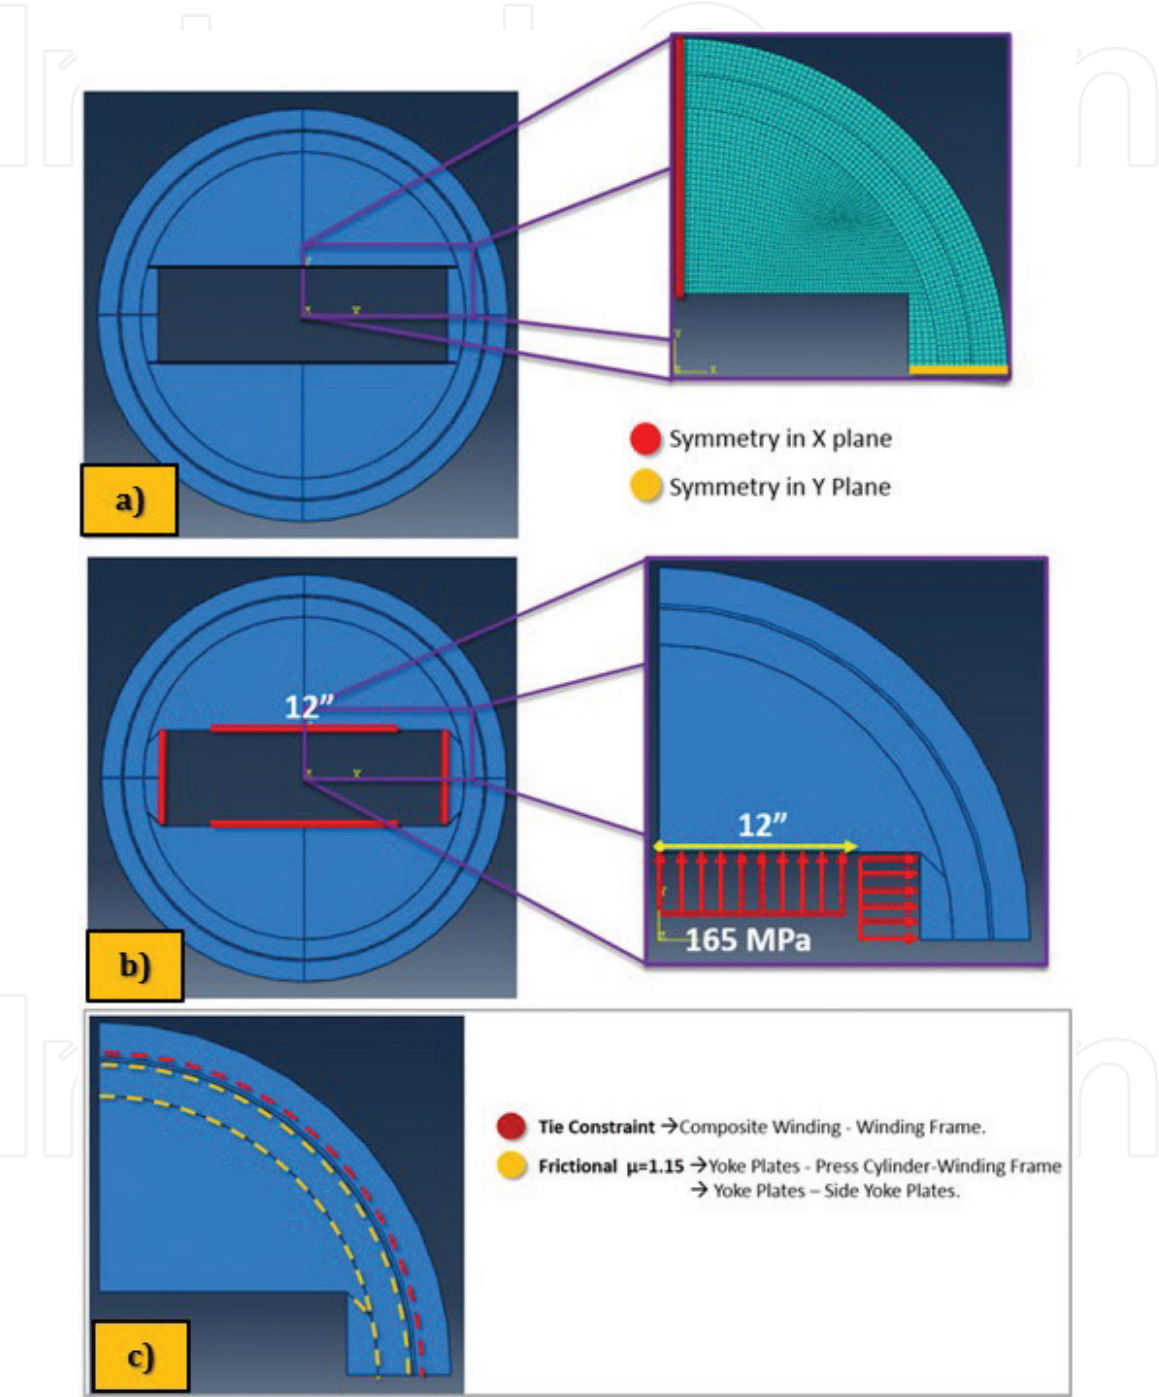 Symmetry in X plane
Symmetry in Y Plane
a)
12”
12”
165 MPa
b)
Tie Constraint →Composite Winding - Winding Frame.
Frictional μ=1.15 →Yoke Plates - Press Cylinder-Winding Frame
→ Yoke Plates – Side Yoke Plates.
c)